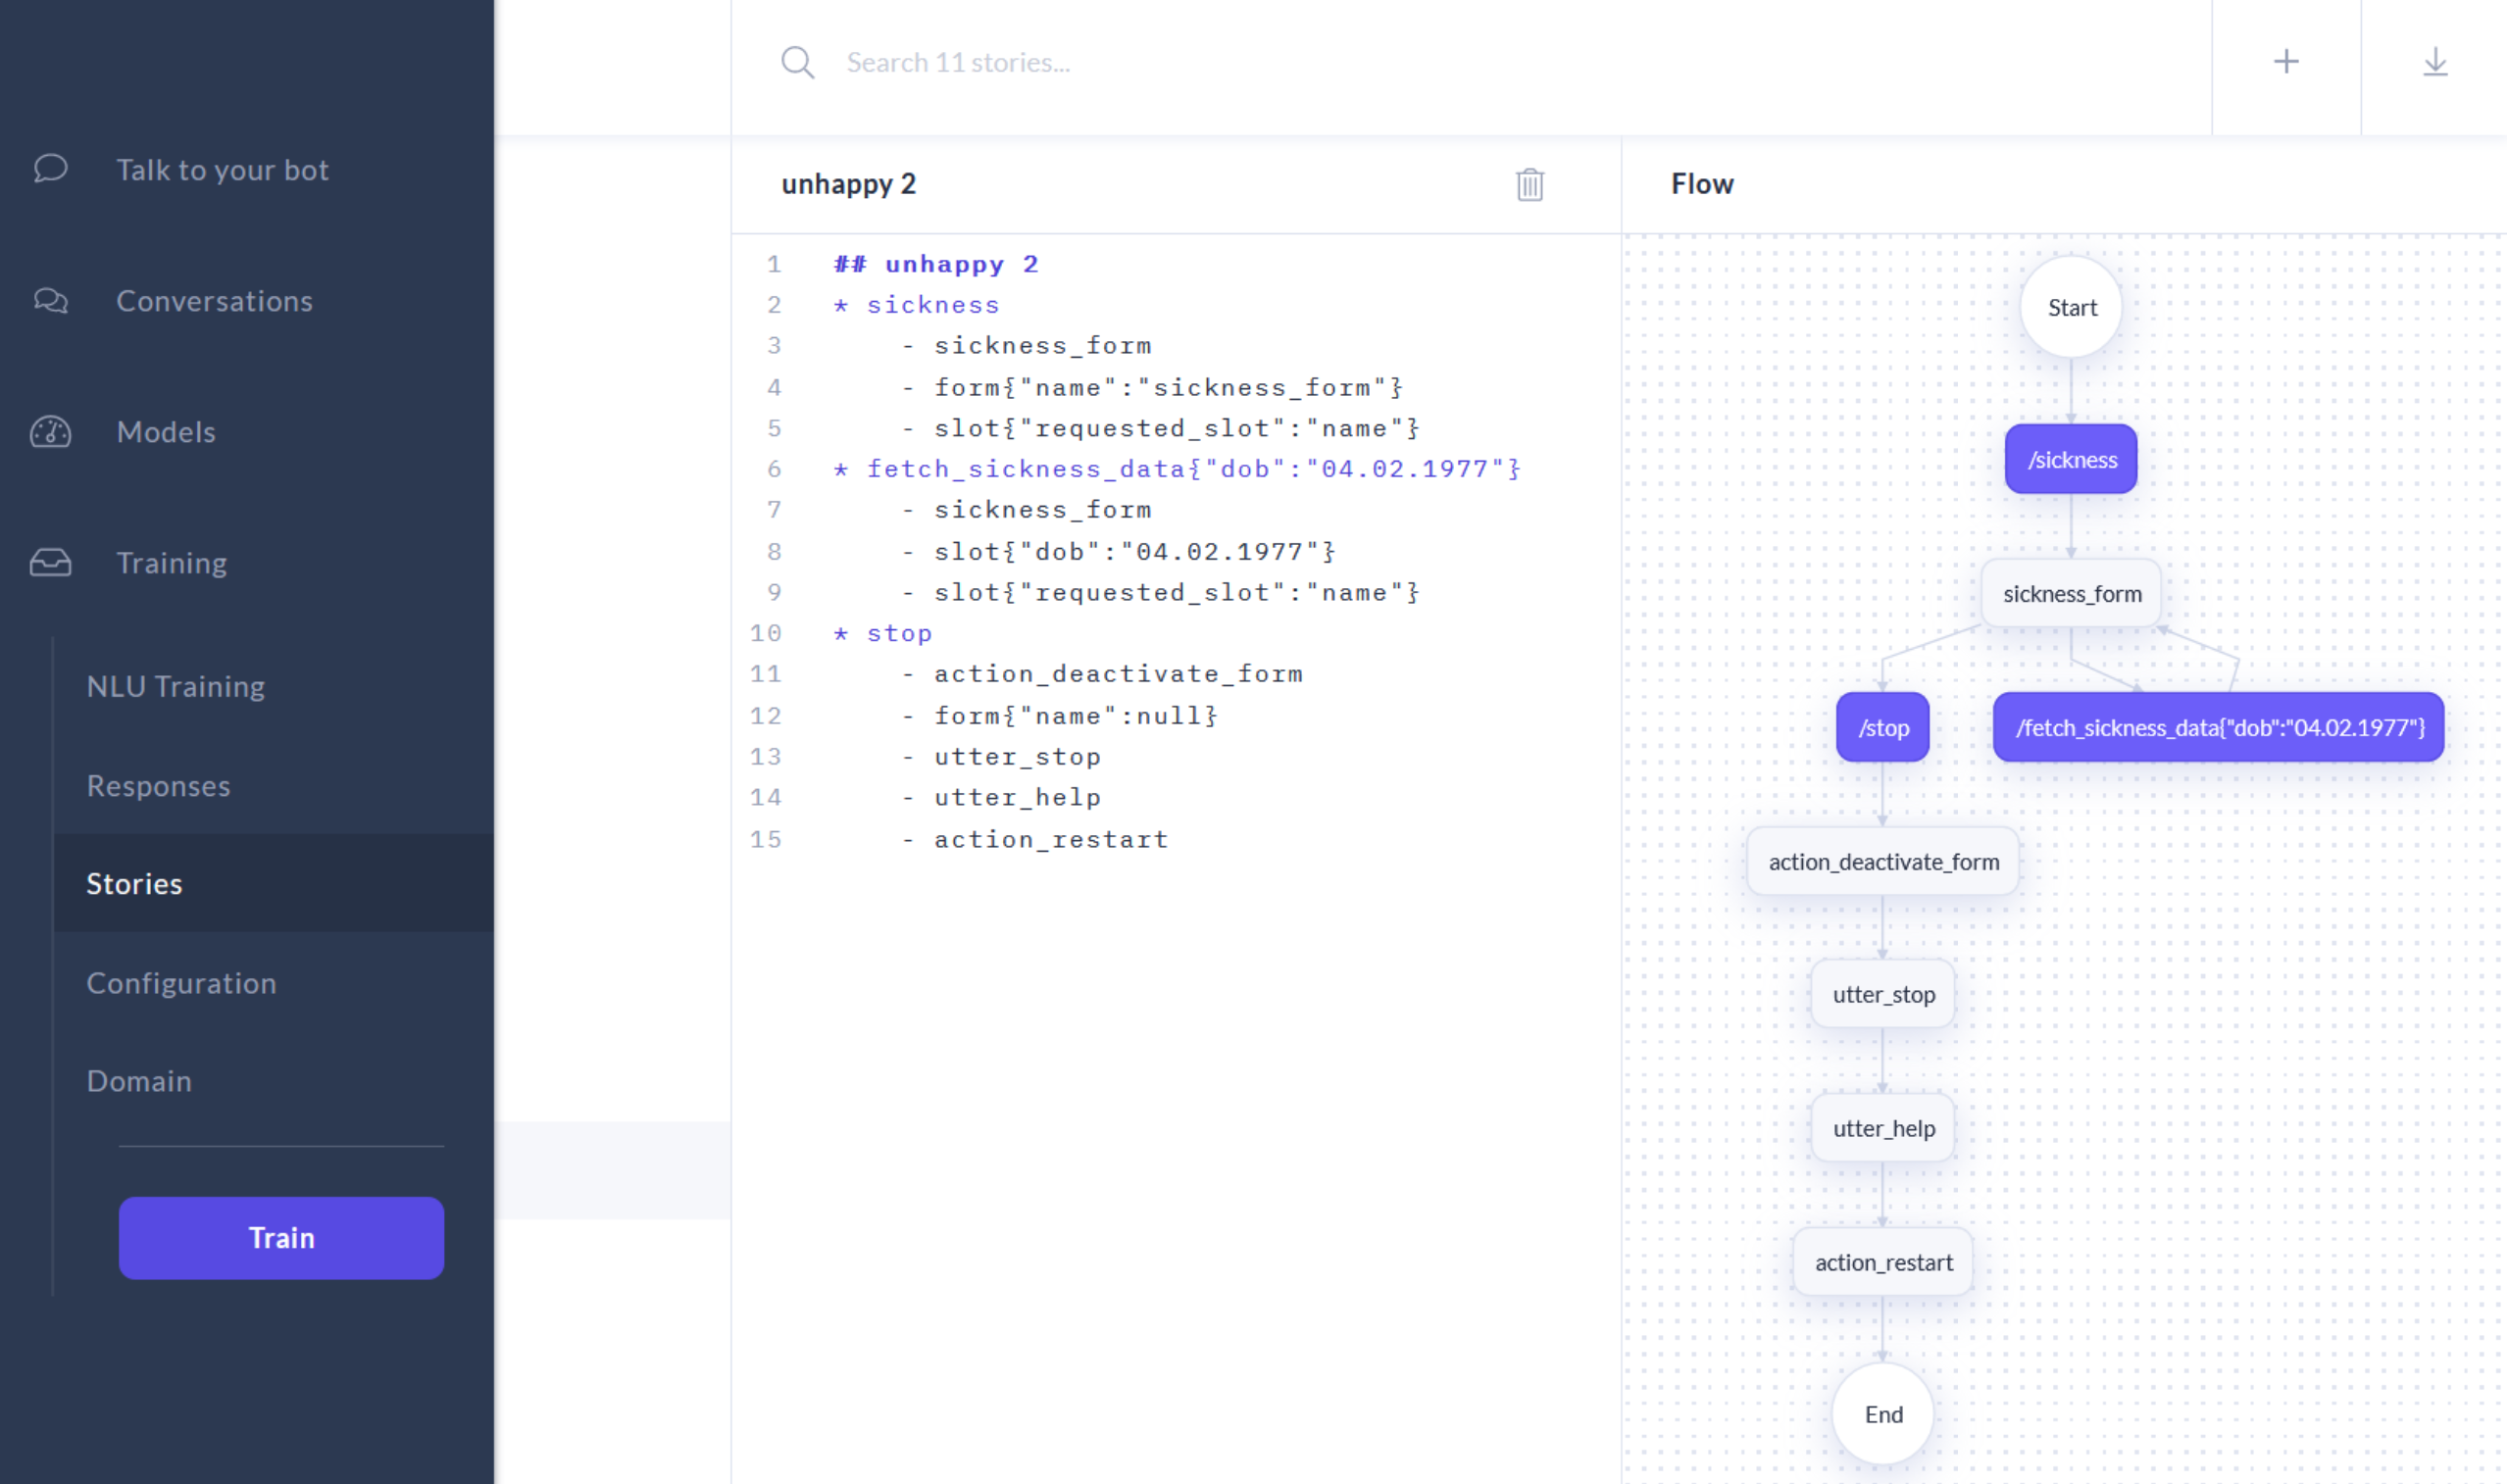 Talk to your bot
Conversations
Models
Training
NLU Training
Responses
Stories
Configuration
Domain
Train
Search 11 stories...
unhappy 2
1 ## unhappy 2
2 * sickness
3 - sickness_form
4 - form{"name":"sickness_form"}
5 - slot{"requested_slot":"name"}
6 * fetch_sickness_data{"dob":"04.02.1977"}
7 - sickness_form
8 - slot{"dob":"04.02.1977"}
9 - slot{"requested_slot":"name"}
10 * stop
11 - action_deactivate_form
12 - form{"name":null}
13 - utter_stop
14 - utter_help
15 - action_restart
Flow
Start
/sickness
sickness_form
/stop
/fetch_sickness_data{"dob":"04.02.1977"}
action_deactivate_form
utter_stop
utter_help
action_restart
End